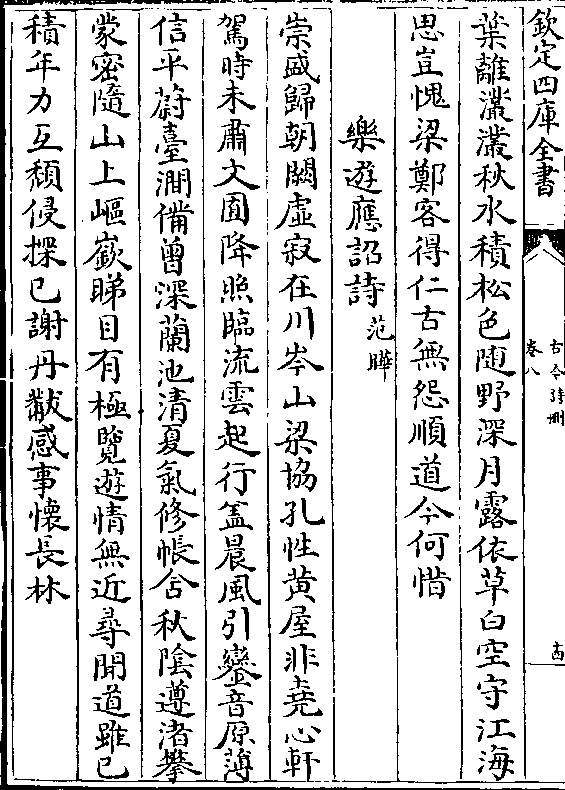 欽定四庫全書
古今詩刪
卷八
葉離灇灇秋水積松色隨野深月露依草白空守江海
思豈愧梁鄭客得仁古無怨順道今何惜
樂遊應詔詩
范曄
崇盛歸朝闕虛寂在川岑山梁協孔性黄屋非堯心軒
駕時未肅文囿降照臨流雲起行蓋晨風引鑾音原薄
信平蔚臺澗備曾深蘭池清夏氣修帳含秋陰遵渚攀
蒙密隨山上嶇嶔睇目有極覽遊情無近尋聞道雖已
積年力互頽侵探已謝丹黻感事懷長林